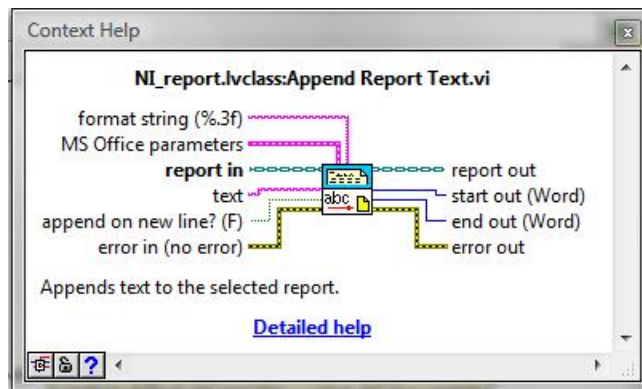 Context Help
NI_report.lvclass:Append Report Text.vi
format string (%.3f)
MS Office parameters
report in
report out
text
start out (Word)
abc
append on new line? (F)
end out (Word)
error in (no error)
error out
Appends text to the selected report.
Detailed help
?